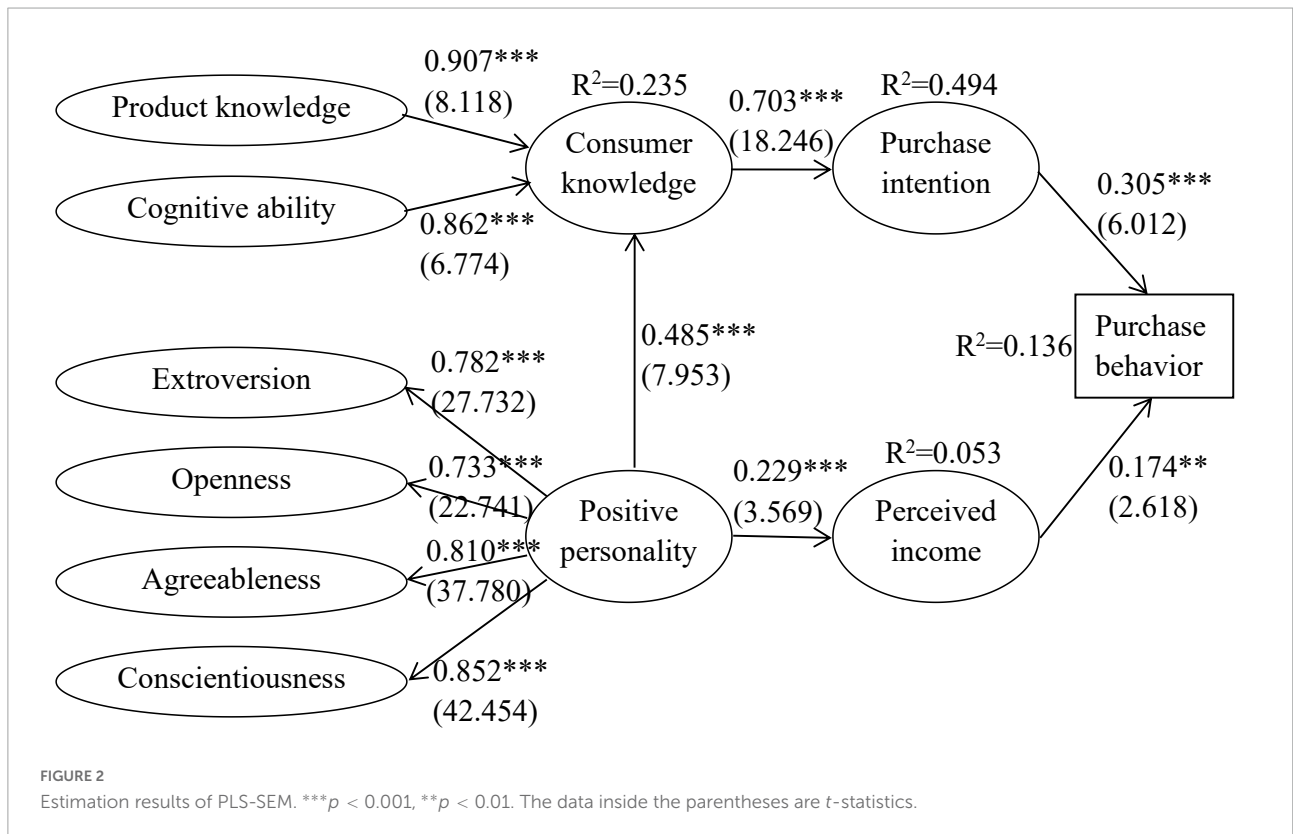 0.907***
(8.118)
Product knowledge
R²=0.235
Consumer
knowledge
0.703***
(18.246)
R²=0.494
Purchase
intention
Cognitive ability
0.862***
(6.774)
0.305***
(6.012)
0.485***
(7.953)
R²=0.136
Purchase
behavior
Extroversion
0.782***
(27.732)
Openness
0.733***
(22.741)
Positive
personality
0.229***
(3.569)
R²=0.053
Perceived
income
0.174**
(2.618)
Agreeableness
0.810***
(37.780)
Conscientiousness
0.852***
(42.454)
FIGURE 2
Estimation results of PLS-SEM. ***p < 0.001, **p < 0.01. The data inside the parentheses are t-statistics.